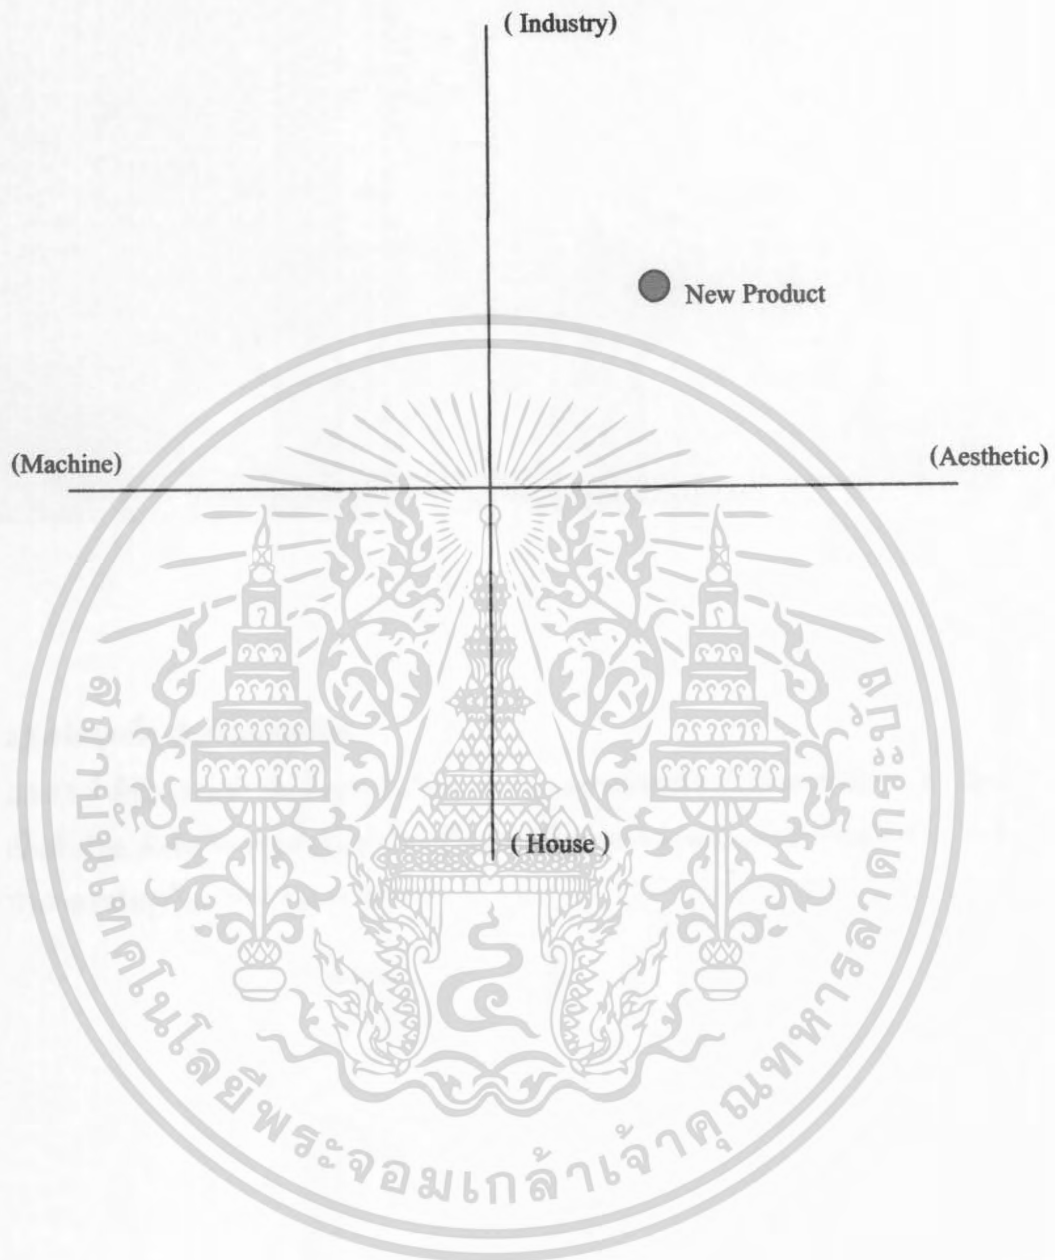 ( Industry)
New Product
(Machine)
(Aesthetic)
( House )
สถาบันเทคโนโลยีพระจอมเกล้าเจ้าคุณทหารลาดกระบัง